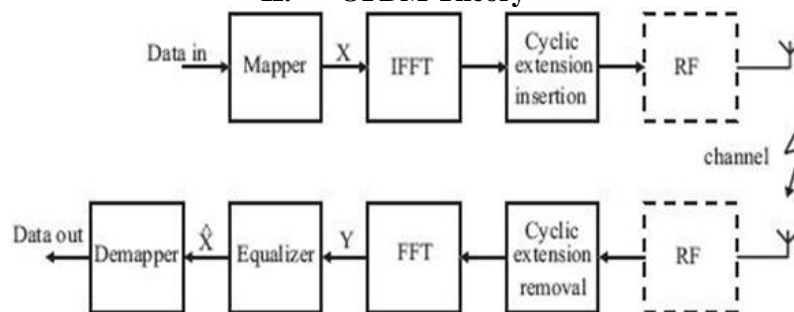 II. OFDM Theory
Data in
Mapper
X
IFFT
Cyclic
extension
insertion
RF
channel
Data out
Demapper
X̂
Equalizer
Y
FFT
Cyclic
extension
removal
RF